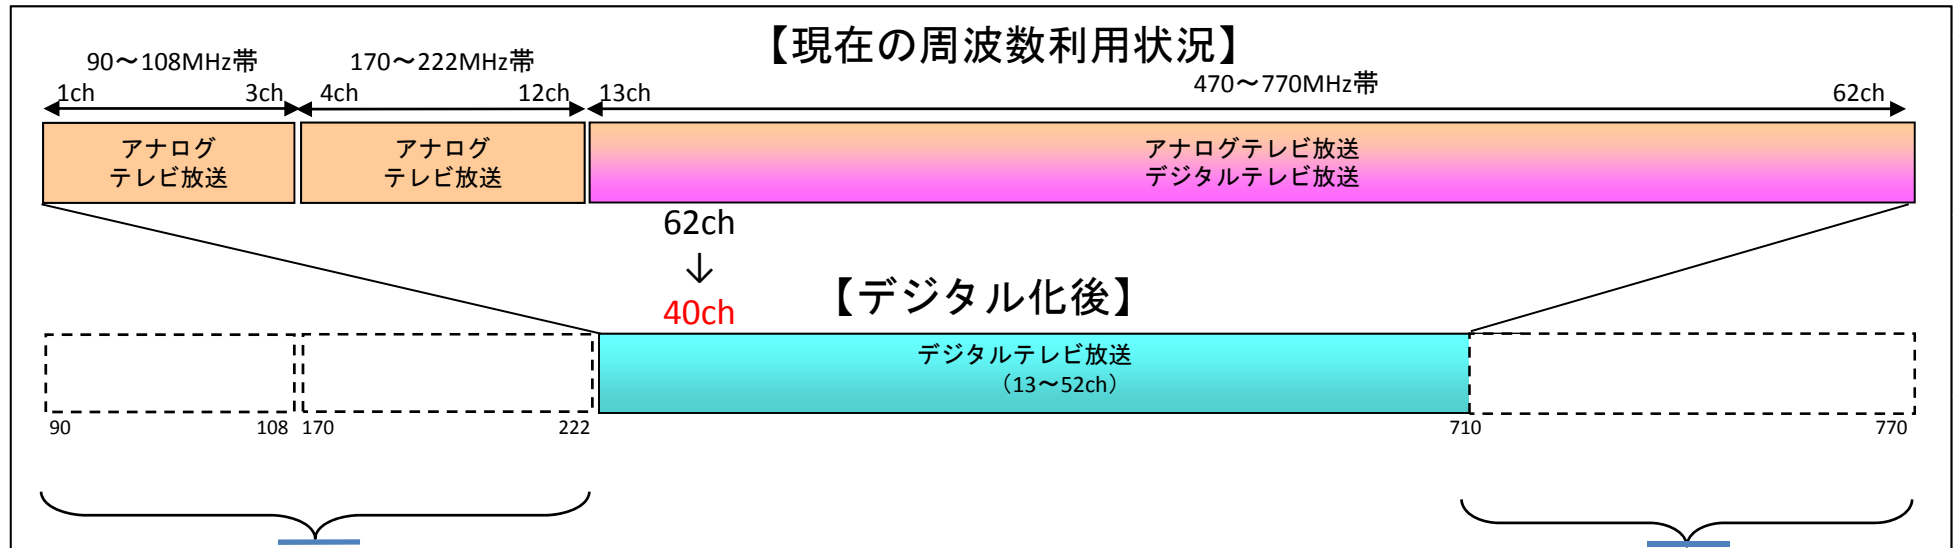 【現在の周波数利用状況】
90～108MHz帯
170～222MHz帯
470～770MHz帯
1ch
3ch
4ch
12ch
13ch
62ch
アナログ
テレビ放送
アナログ
テレビ放送
アナログテレビ放送
デジタルテレビ放送
62ch
↓
40ch
【デジタル化後】
デジタルテレビ放送
（13～52ch）
90
108
170
222
710
770